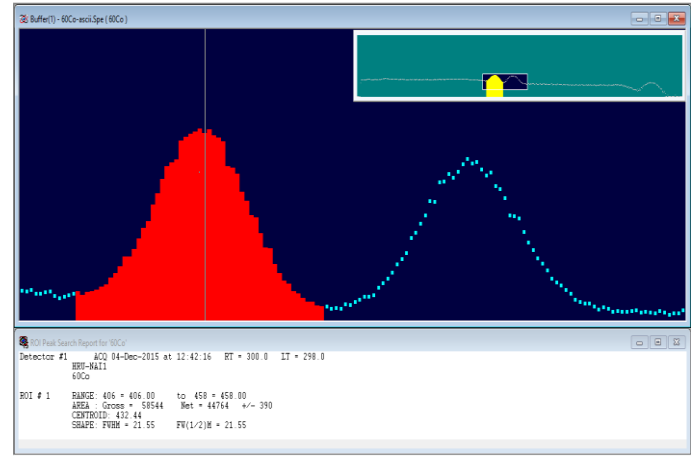 Buffer(1) - 60Co-ascii.Spe ( 60Co )
ROI Peak Search Report for '60Co'
Detector #1 ACQ 04-Dec-2015 at 12:42:16 RT = 300.0 LT = 298.0
HRU-NAI1
60Co
ROI # 1 RANGE: 406 = 406.00 to 458 = 458.00
AREA : Gross = 58544 Net = 44764 +/- 390
CENTROID: 432.44
SHAPE: FWHM = 21.55 FW(1/2)M = 21.55